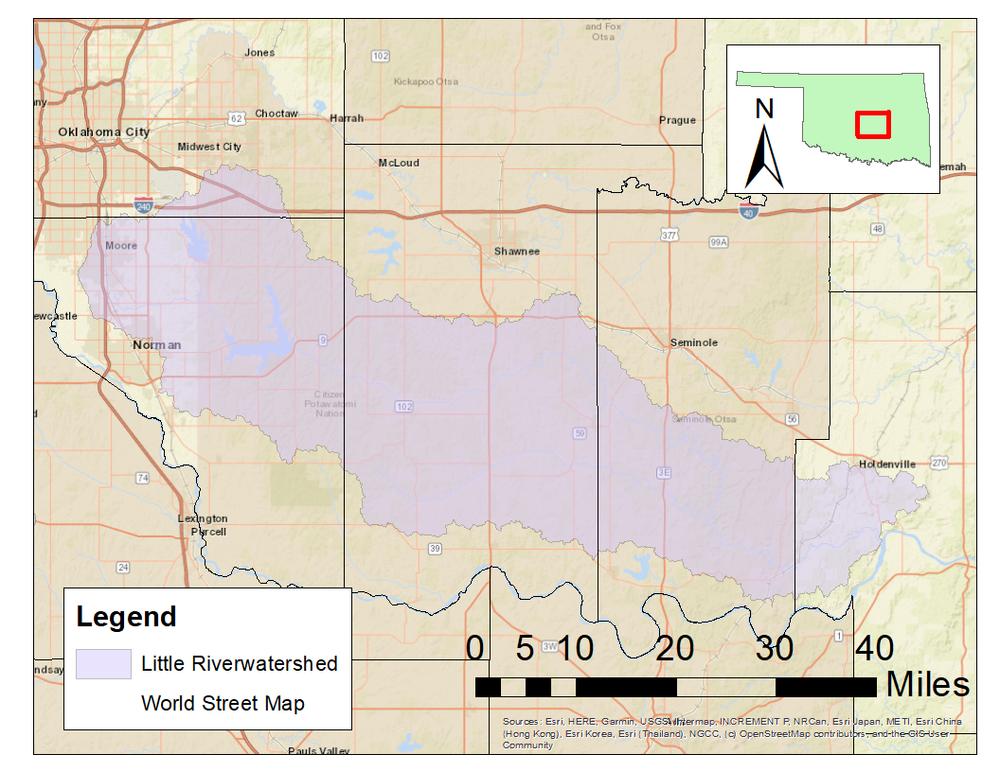 and Fox
Otsa
Jones
102
Kickapoo Otsa
any
62
Choctaw
Harrah
Prague
N
Oklahoma City
Midwest City
McLoud
emah
240
40
377
99A
48
Moore
Shawnee
ewcastle
Norman
9
Seminole
Citizen
Potawatomi
Nation
102
59
Seminole Otsa
56
3E
Holdenville
270
74
Lexington
Purcell
39
24
1
3W
Legend
Little Riverwatershed
World Street Map
ndsay
Pauls Valley
0 5 10 20 30 40
Miles
Sources: Esri, HERE, Garmin, USGS, Intermap, INCREMENT P, NRCan, Esri Japan, METI, Esri China
(Hong Kong), Esri Korea, Esri (Thailand), NGCC, (c) OpenStreetMap contributors, and the GIS User
Community